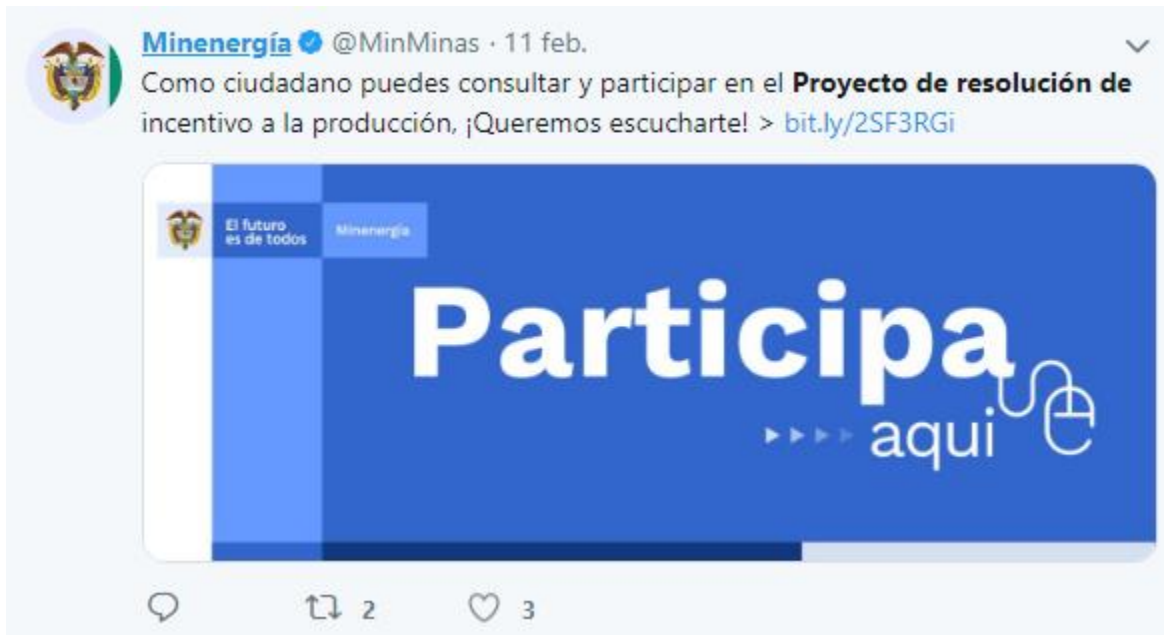 Minenergía @MinMinas · 11 feb.
Como ciudadano puedes consultar y participar en el Proyecto de resolución de
incentivo a la producción, ¡Queremos escucharte! > bit.ly/2SF3RGi
El futuro
es de todos
Minenergía
Participa
aqui
2 3